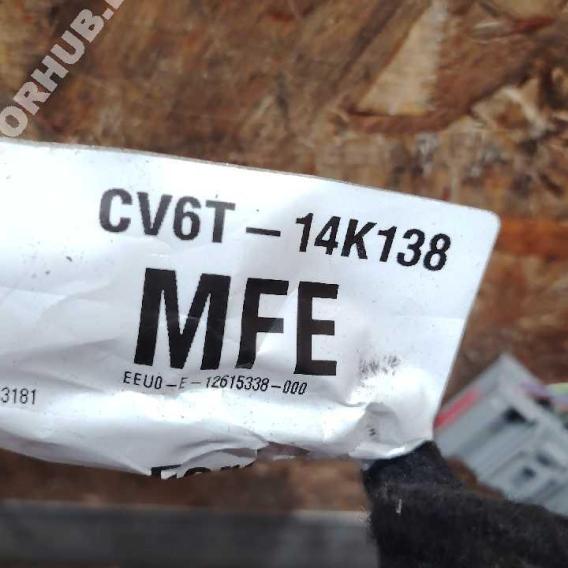 ORHUB.
CV6T-14K138
MFE
EEU0-E-12615338-000
3181